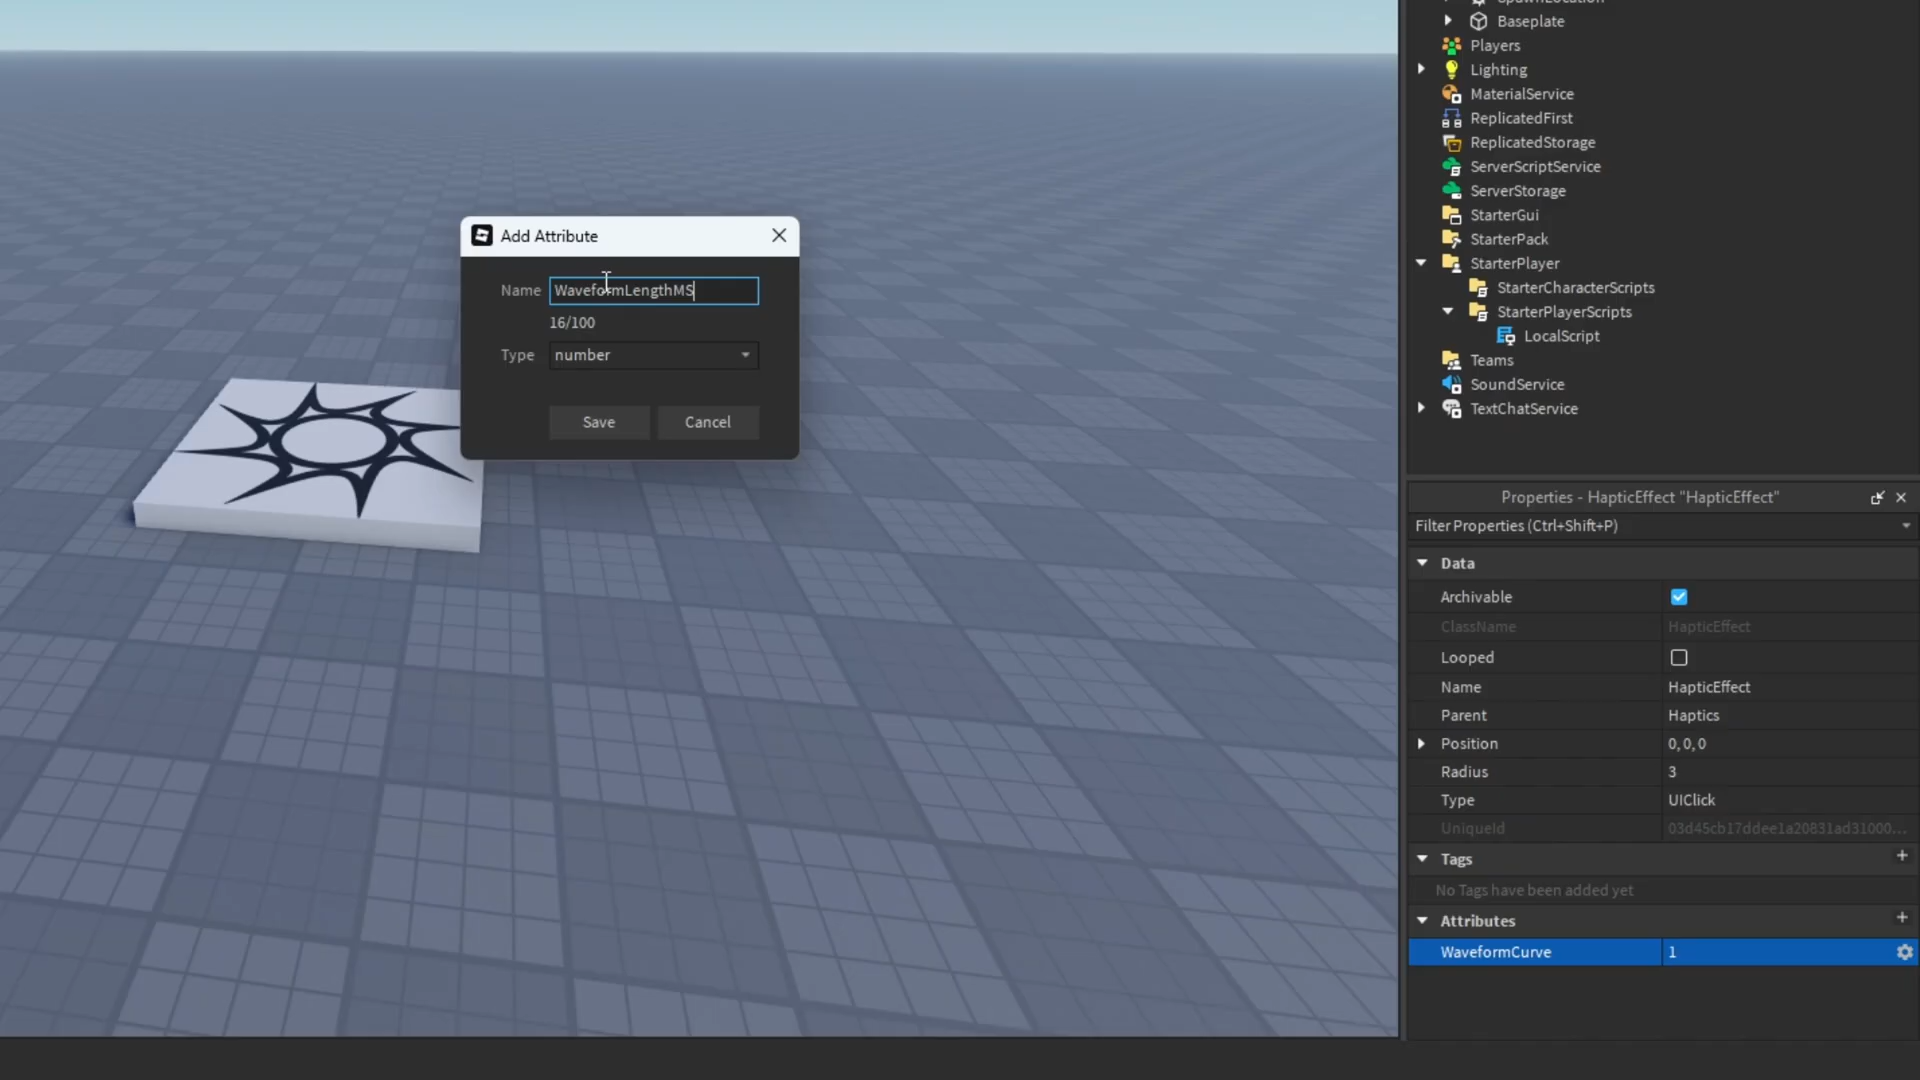 Add Attribute
Name WaveformLengthMS
16/100
Type number
Save Cancel
SpawnLocation
Baseplate
Players
Lighting
MaterialService
ReplicatedFirst
ReplicatedStorage
ServerScriptService
ServerStorage
StarterGui
StarterPack
StarterPlayer
StarterCharacterScripts
StarterPlayerScripts
LocalScript
Teams
SoundService
TextChatService
Properties - HapticEffect "HapticEffect"
Filter Properties (Ctrl+Shift+P)
Data
Archivable
ClassName HapticEffect
Looped
Name HapticEffect
Parent Haptics
Position 0, 0, 0
Radius 3
Type UIClick
UniqueId 03d45cb17ddee1a20831ad31000...
Tags
No Tags have been added yet
Attributes
WaveformCurve 1